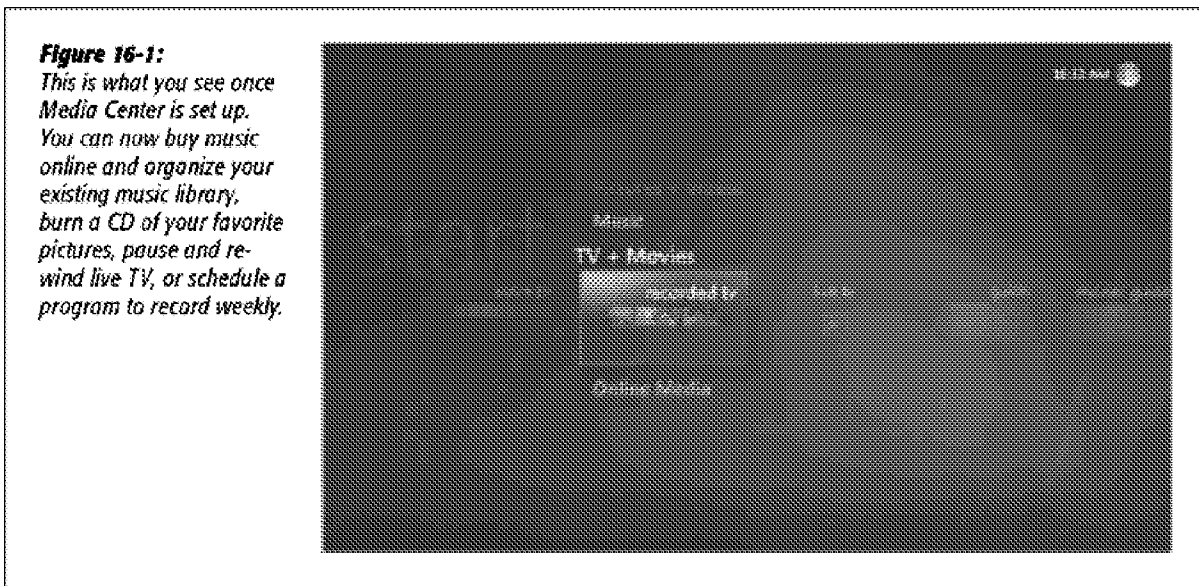 Figure 16-1:
This is what you see once
Media Center is set up.
You can now buy music
online and organize your
existing music library,
burn a CD of your favorite
pictures, pause and re-
wind live TV, or schedule a
program to record weekly.
Music
TV + Movies
recorded tv
Online Media